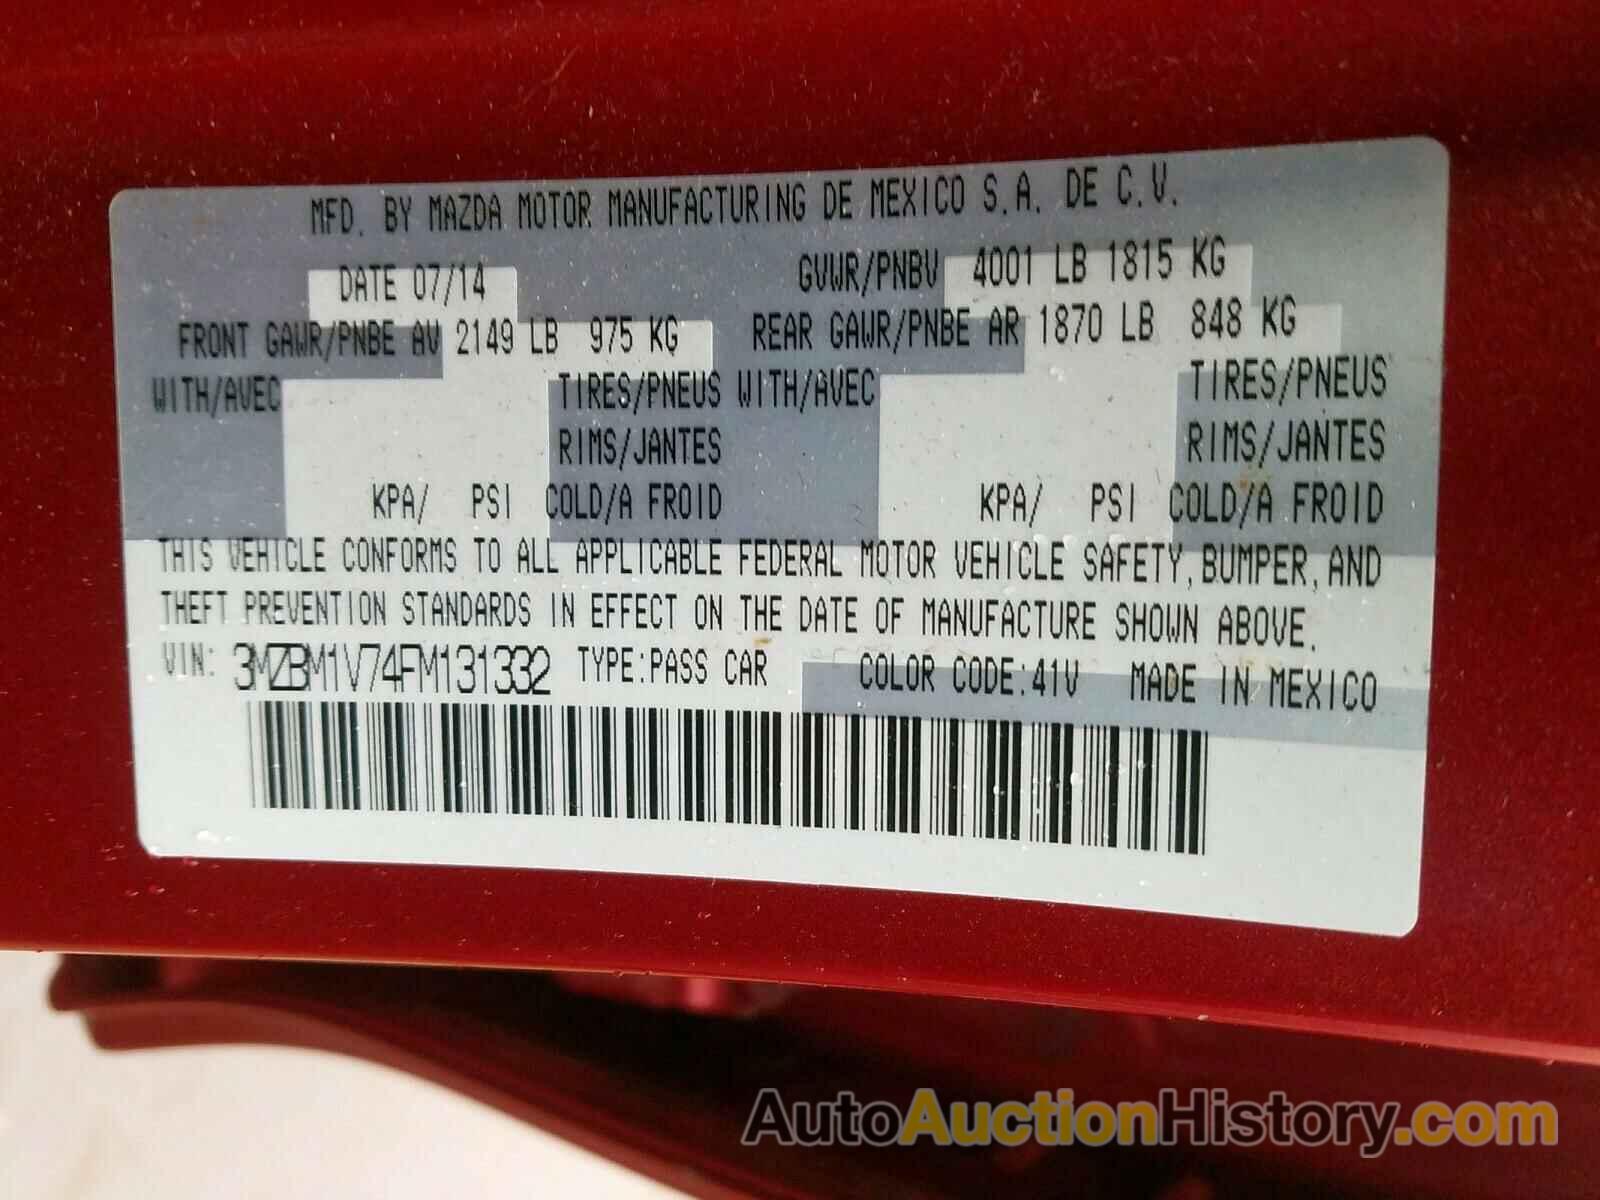 MFD. BY MAZDA MOTOR MANUFACTURING DE MEXICO S.A. DE C.V.
DATE 07/14 GVWR/PNBV 4001 LB 1815 KG
FRONT GAWR/PNBE AV 2149 LB 975 KG REAR GAWR/PNBE AR 1870 LB 848 KG
WITH/AVEC TIRES/PNEUS WITH/AVEC TIRES/PNEUS
RIMS/JANTES RIMS/JANTES
KPA/ PSI COLD/A FROID KPA/ PSI COLD/A FROID
THIS VEHICLE CONFORMS TO ALL APPLICABLE FEDERAL MOTOR VEHICLE SAFETY, BUMPER, AND
THEFT PREVENTION STANDARDS IN EFFECT ON THE DATE OF MANUFACTURE SHOWN ABOVE.
VIN: 3MZBM1V74FM131332 TYPE:PASS CAR COLOR CODE:41V MADE IN MEXICO
AutoAuctionHistory.com